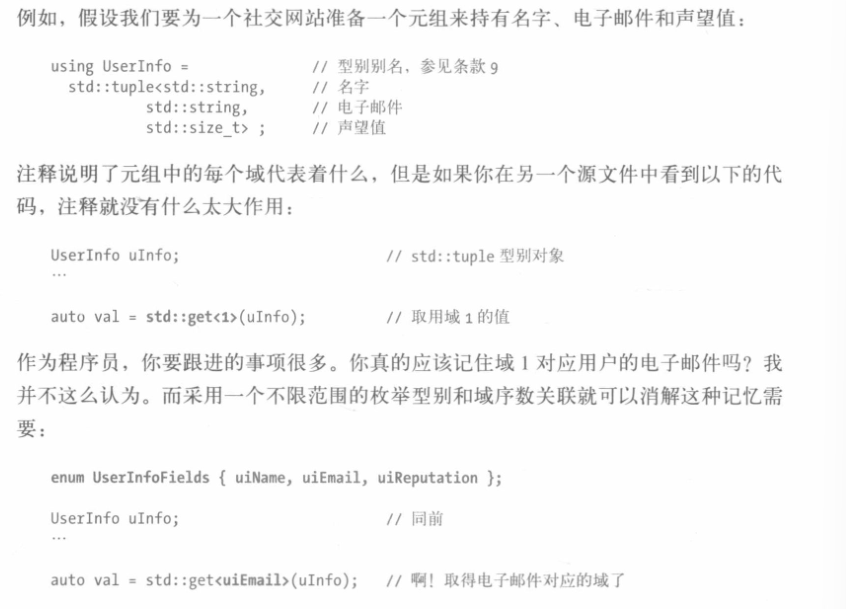 例如，假设我们要为一个社交网站准备一个元组来持有名字、电子邮件和声望值：
using UserInfo = // 型别别名，参见条款 9
std::tuple<std::string, // 名字
std::string, // 电子邮件
std::size_t> ; // 声望值
注释说明了元组中的每个域代表着什么，但是如果你在另一个源文件中看到以下的代
码，注释就没有什么太大作用：
UserInfo uInfo; // std::tuple 型别对象
…
auto val = std::get<1>(uInfo); // 取用域 1 的值
作为程序员，你要跟进的事项很多。你真的应该记住域 1 对应用户的电子邮件吗？我
并不这么认为。而采用一个不限范围的枚举型别和域序数关联就可以消解这种记忆需
要：
enum UserInfoFields { uiName, uiEmail, uiReputation };
UserInfo uInfo; // 同前
…
auto val = std::get<uiEmail>(uInfo); // 啊！取得电子邮件对应的域了